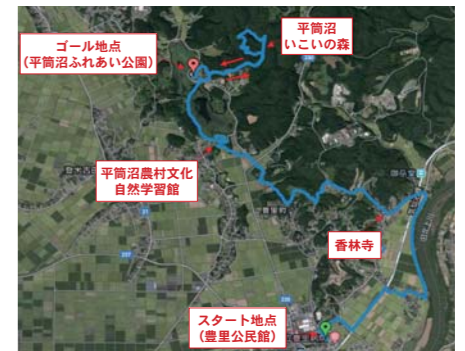 ゴール地点
（平筒沼ふれあい公園）
平筒沼
いこいの森
平筒沼農村文化
自然学習館
香林寺
スタート地点
（豊里公民館）